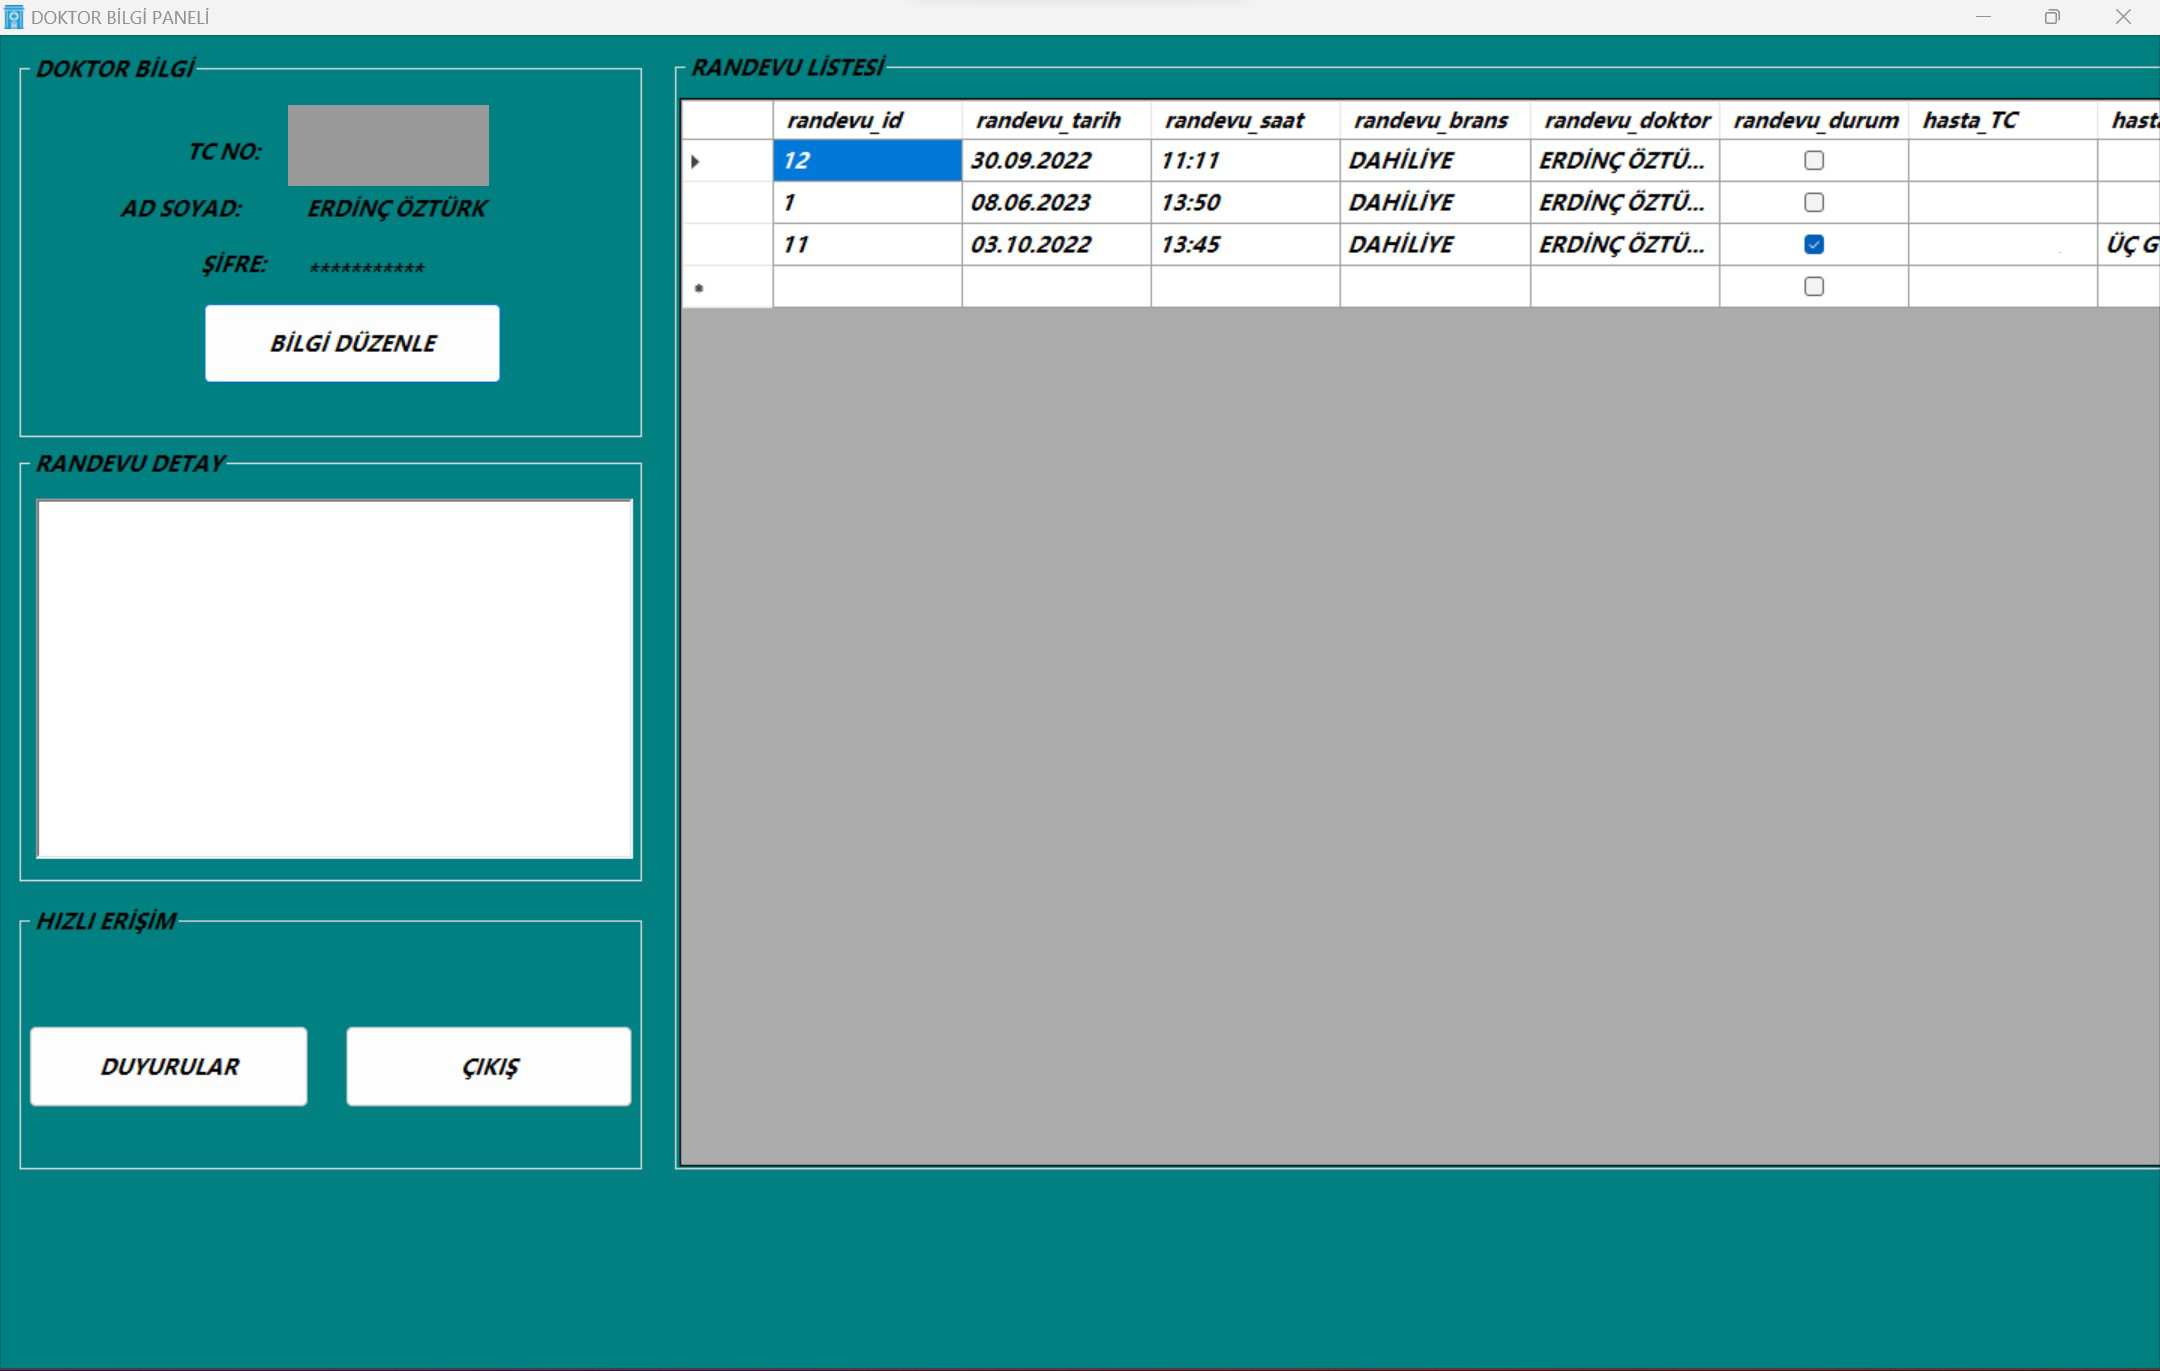 DOKTOR BİLGİ PANELİ
DOKTOR BİLGİ
TC NO:
AD SOYAD: ERDİNÇ ÖZTÜRK
ŞİFRE: ***********
BİLGİ DÜZENLE
RANDEVU DETAY
HIZLI ERİŞİM
DUYURULAR
ÇIKIŞ
RANDEVU LİSTESİ
randevu_id randevu_tarih randevu_saat randevu_brans randevu_doktor randevu_durum hasta_TC
12 30.09.2022 11:11 DAHİLİYE ERDİNÇ ÖZTÜ...
1 08.06.2023 13:50 DAHİLİYE ERDİNÇ ÖZTÜ...
11 03.10.2022 13:45 DAHİLİYE ERDİNÇ ÖZTÜ... ÜÇ